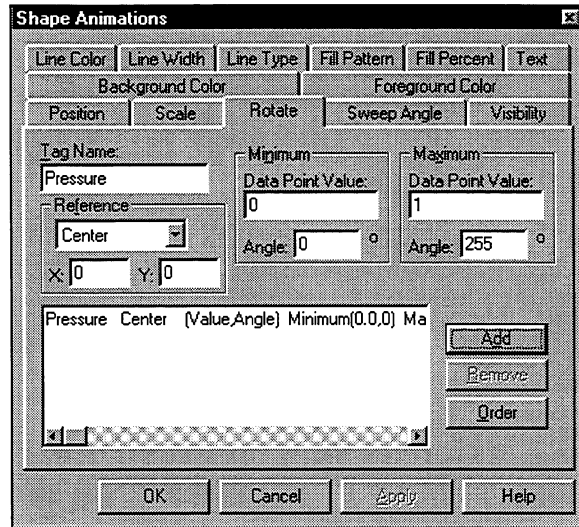 Shape Animations
Line Color Line Width Line Type Fill Pattern Fill Percent Text
Background Color Foreground Color
Position Scale Rotate Sweep Angle Visibility
Tag Name:
Pressure
Reference
Center
X: 0 Y: 0
Minimum
Data Point Value:
0
Angle: 0 °
Maximum
Data Point Value:
1
Angle: 255 °
Pressure Center (Value,Angle) Minimum(0.0,0) Ma
Add
Remove
Order
OK Cancel Apply Help